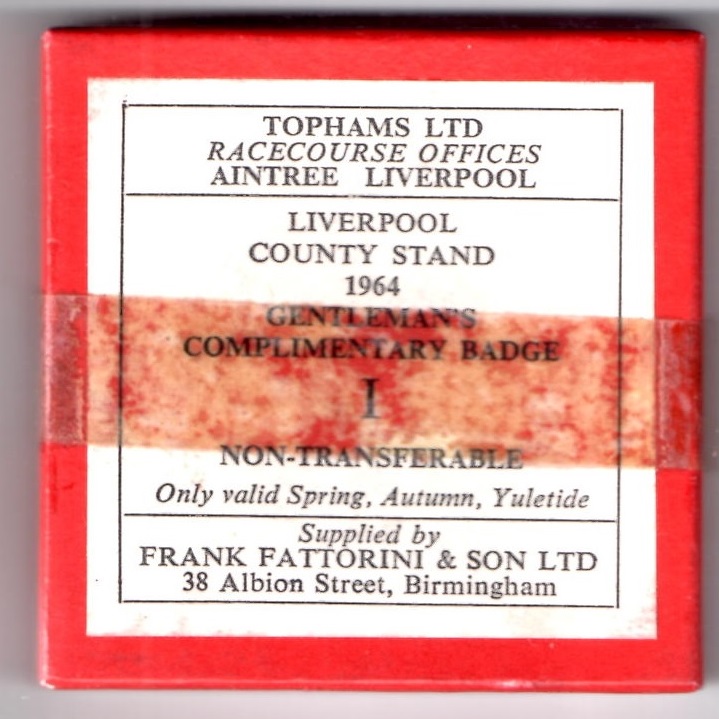 TOPHAMS LTD
RACECOURSE OFFICES
AINTREE LIVERPOOL
LIVERPOOL
COUNTY STAND
1964
GENTLEMAN'S
COMPLIMENTARY BADGE
I
NON-TRANSFERABLE
Only valid Spring, Autumn, Yuletide
Supplied by
FRANK FATTORINI & SON LTD
38 Albion Street, Birmingham